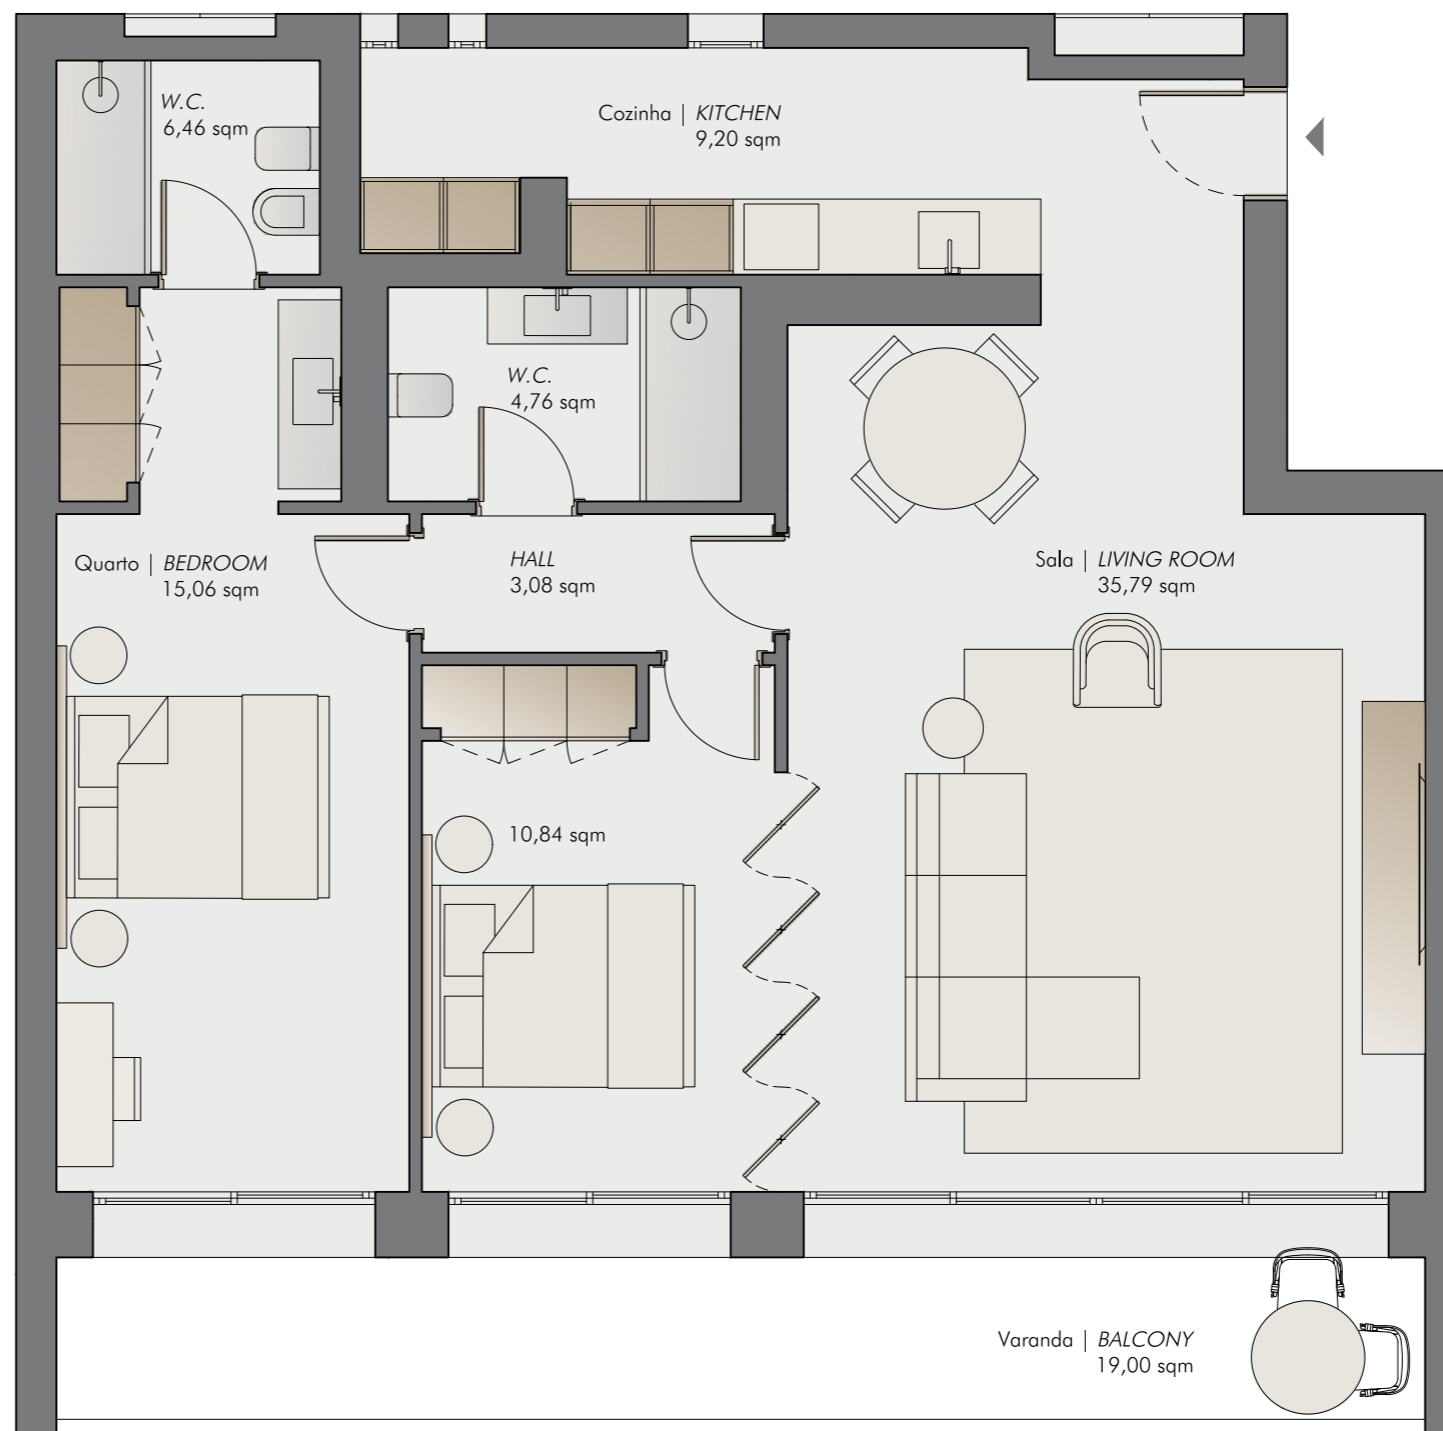 W.C.
6,46 sqm
Cozinha | KITCHEN
9,20 sqm
W.C.
4,76 sqm
Quarto | BEDROOM
15,06 sqm
HALL
3,08 sqm
Sala | LIVING ROOM
35,79 sqm
10,84 sqm
Varanda | BALCONY
19,00 sqm